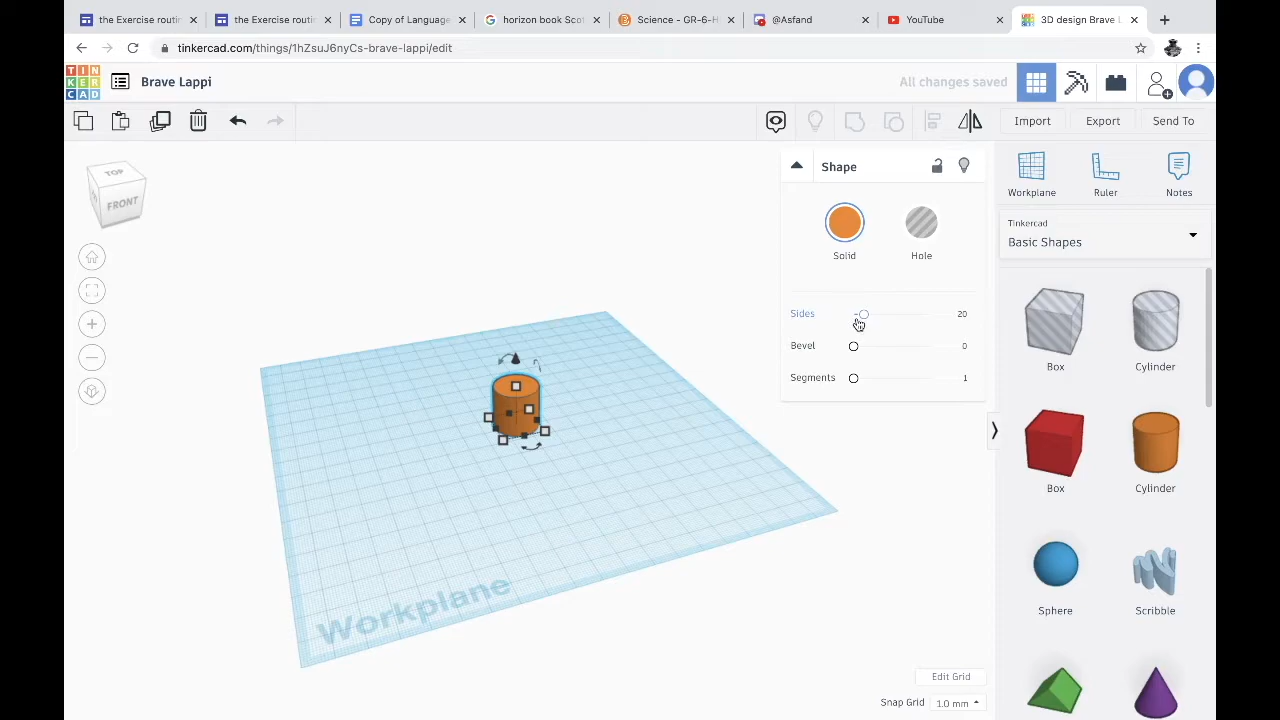 the Exercise routin
the Exercise routin
Copy of Language
horizon book Sco
Science - GR-6-H
@Asfand
YouTube
3D design Brave L
tinkercad.com/things/1hZsuJ6nyCs-brave-lappi/edit
TIN
KER
CAD
Brave Lappi
All changes saved
Import
Export
Send To
TOP
FRONT
Shape
Workplane
Ruler
Notes
Tinkercad
Basic Shapes
Solid
Hole
Sides
20
Bevel
0
Segments
1
Box
Cylinder
Box
Cylinder
Sphere
Scribble
Workplane
Edit Grid
Snap Grid
1.0 mm